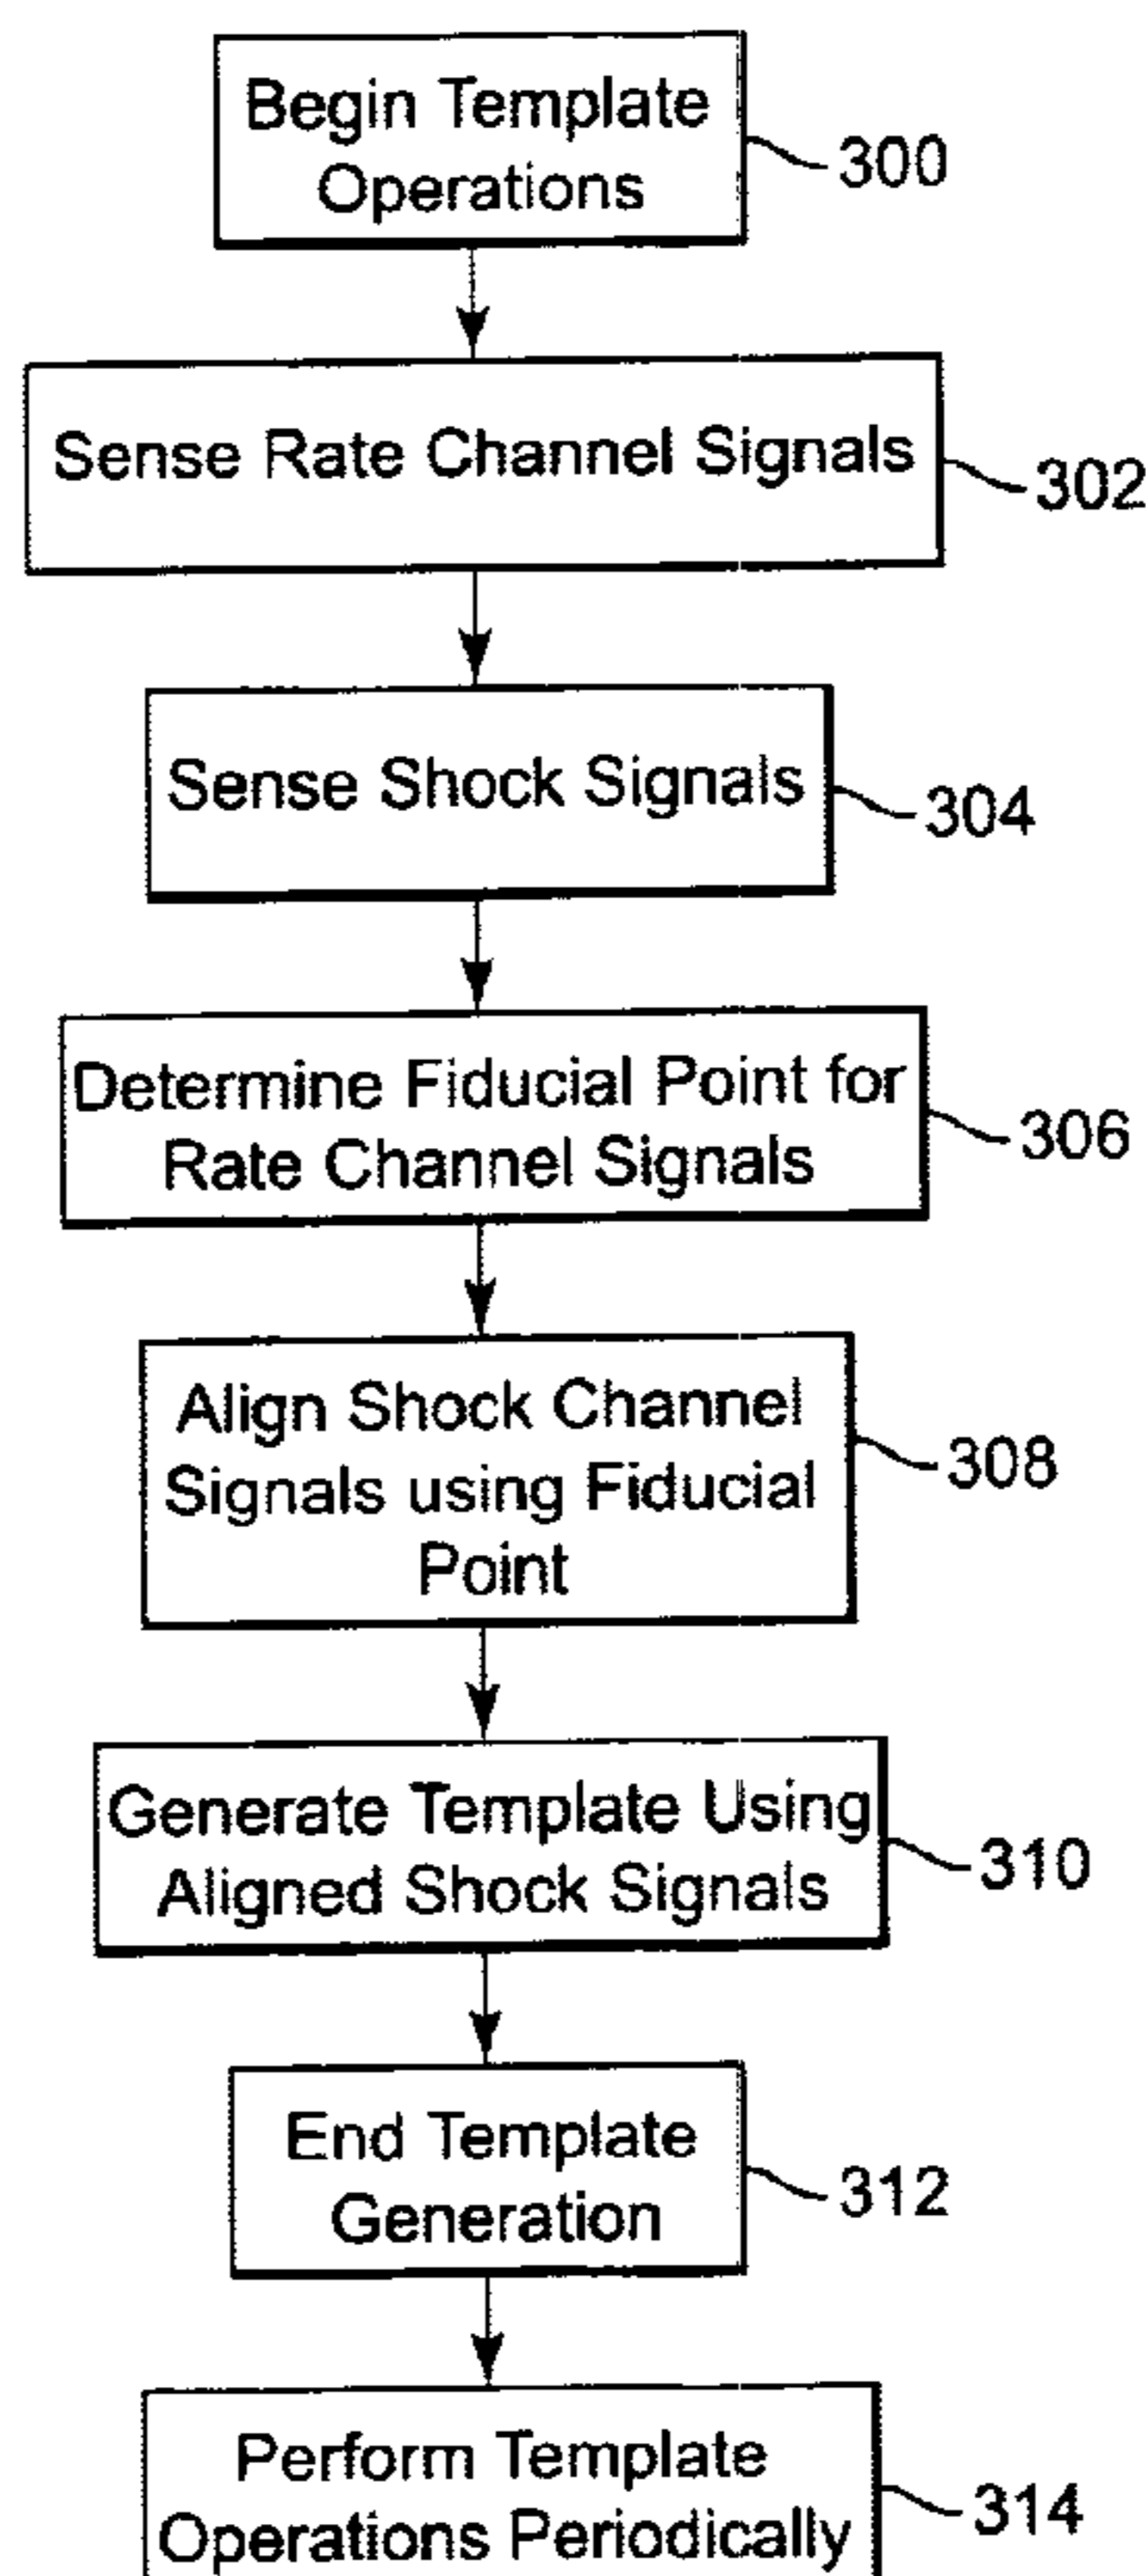 Begin Template
Operations
300
Sense Rate Channel Signals
302
Sense Shock Signals
304
Determine Fiducial Point for
Rate Channel Signals
306
Align Shock Channel
Signals using Fiducial
Point
308
Generate Template Using
Aligned Shock Signals
310
End Template
Generation
312
Perform Template
Operations Periodically
314